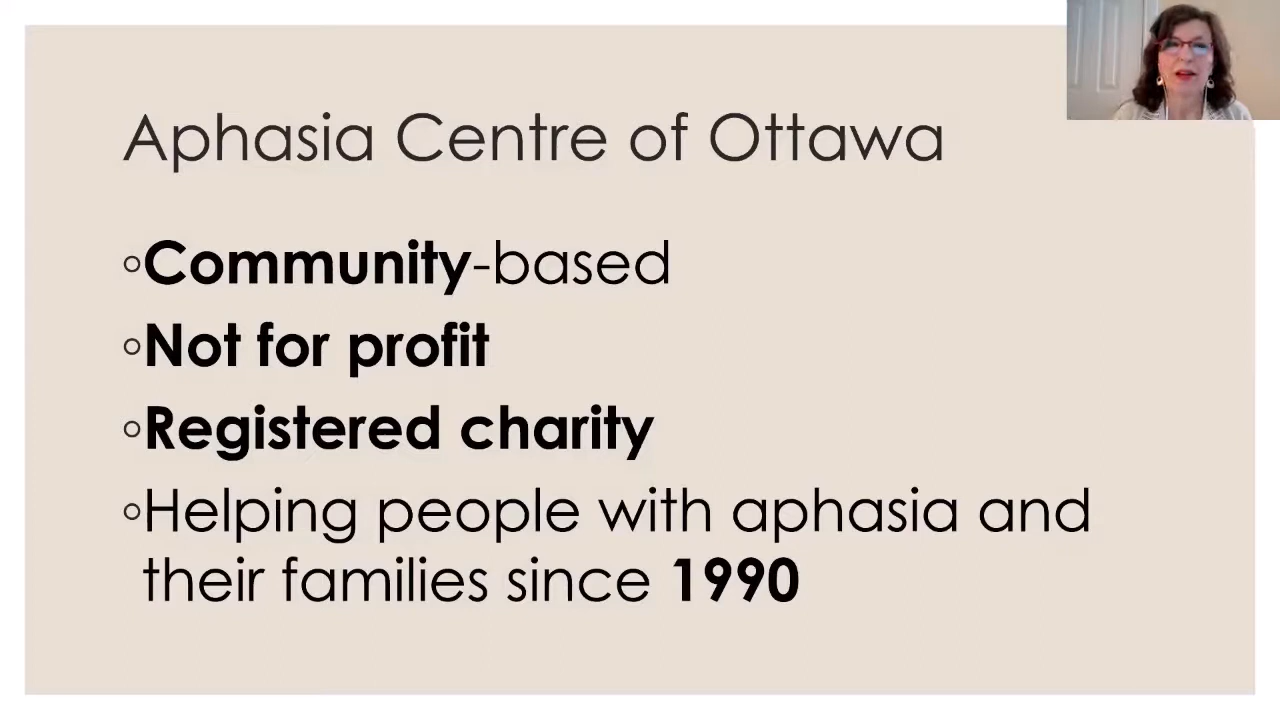 Aphasia Centre of Ottawa
◦Community-based
◦Not for profit
◦Registered charity
◦Helping people with aphasia and
their families since 1990